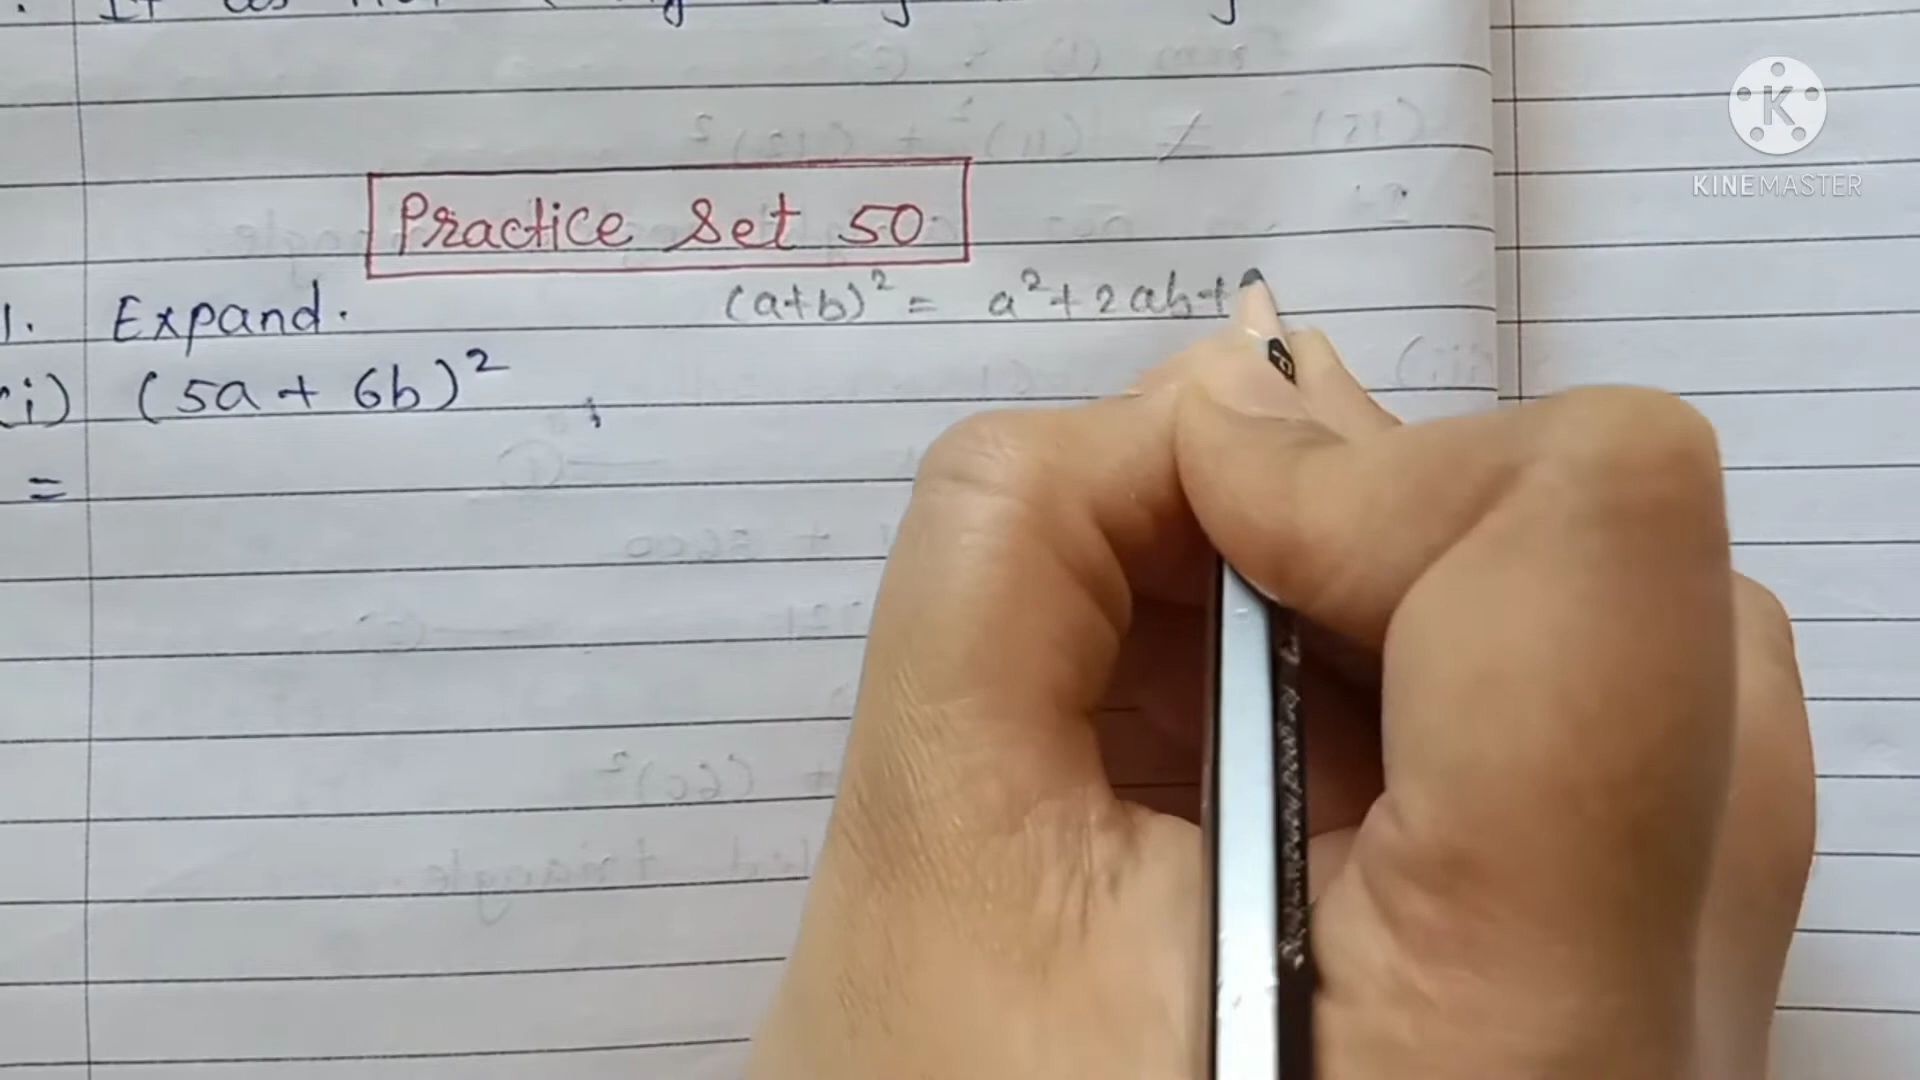 KINEMASTER
Practice Set 50
(a+b)² = a² + 2ab +
1. Expand.
(i) (5a + 6b)² ,
=